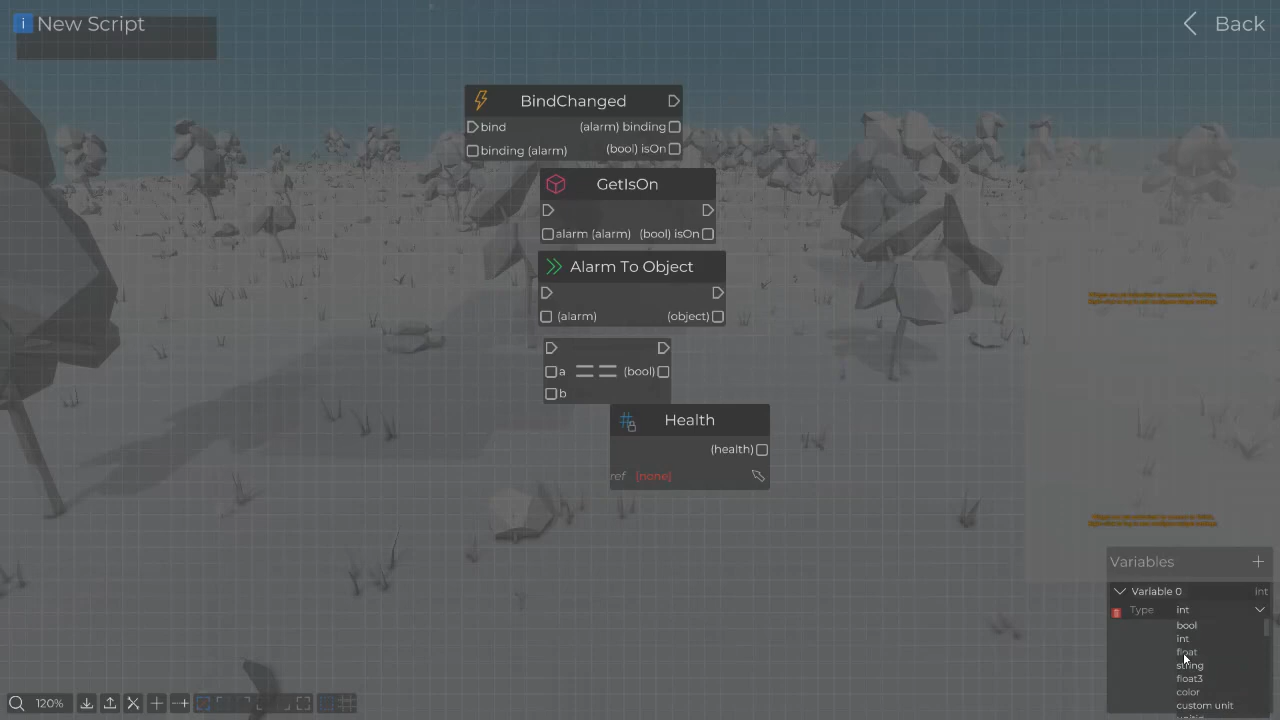 i New Script
Back
BindChanged
bind (alarm) binding
binding (alarm) (bool) isOn
GetIsOn
alarm (alarm) (bool) isOn
Alarm To Object
(alarm) (object)
a == (bool)
b
Health
(health)
ref [none]
Variables
Variable 0 int
Type int
bool
int
float
string
float3
color
custom unit
120%